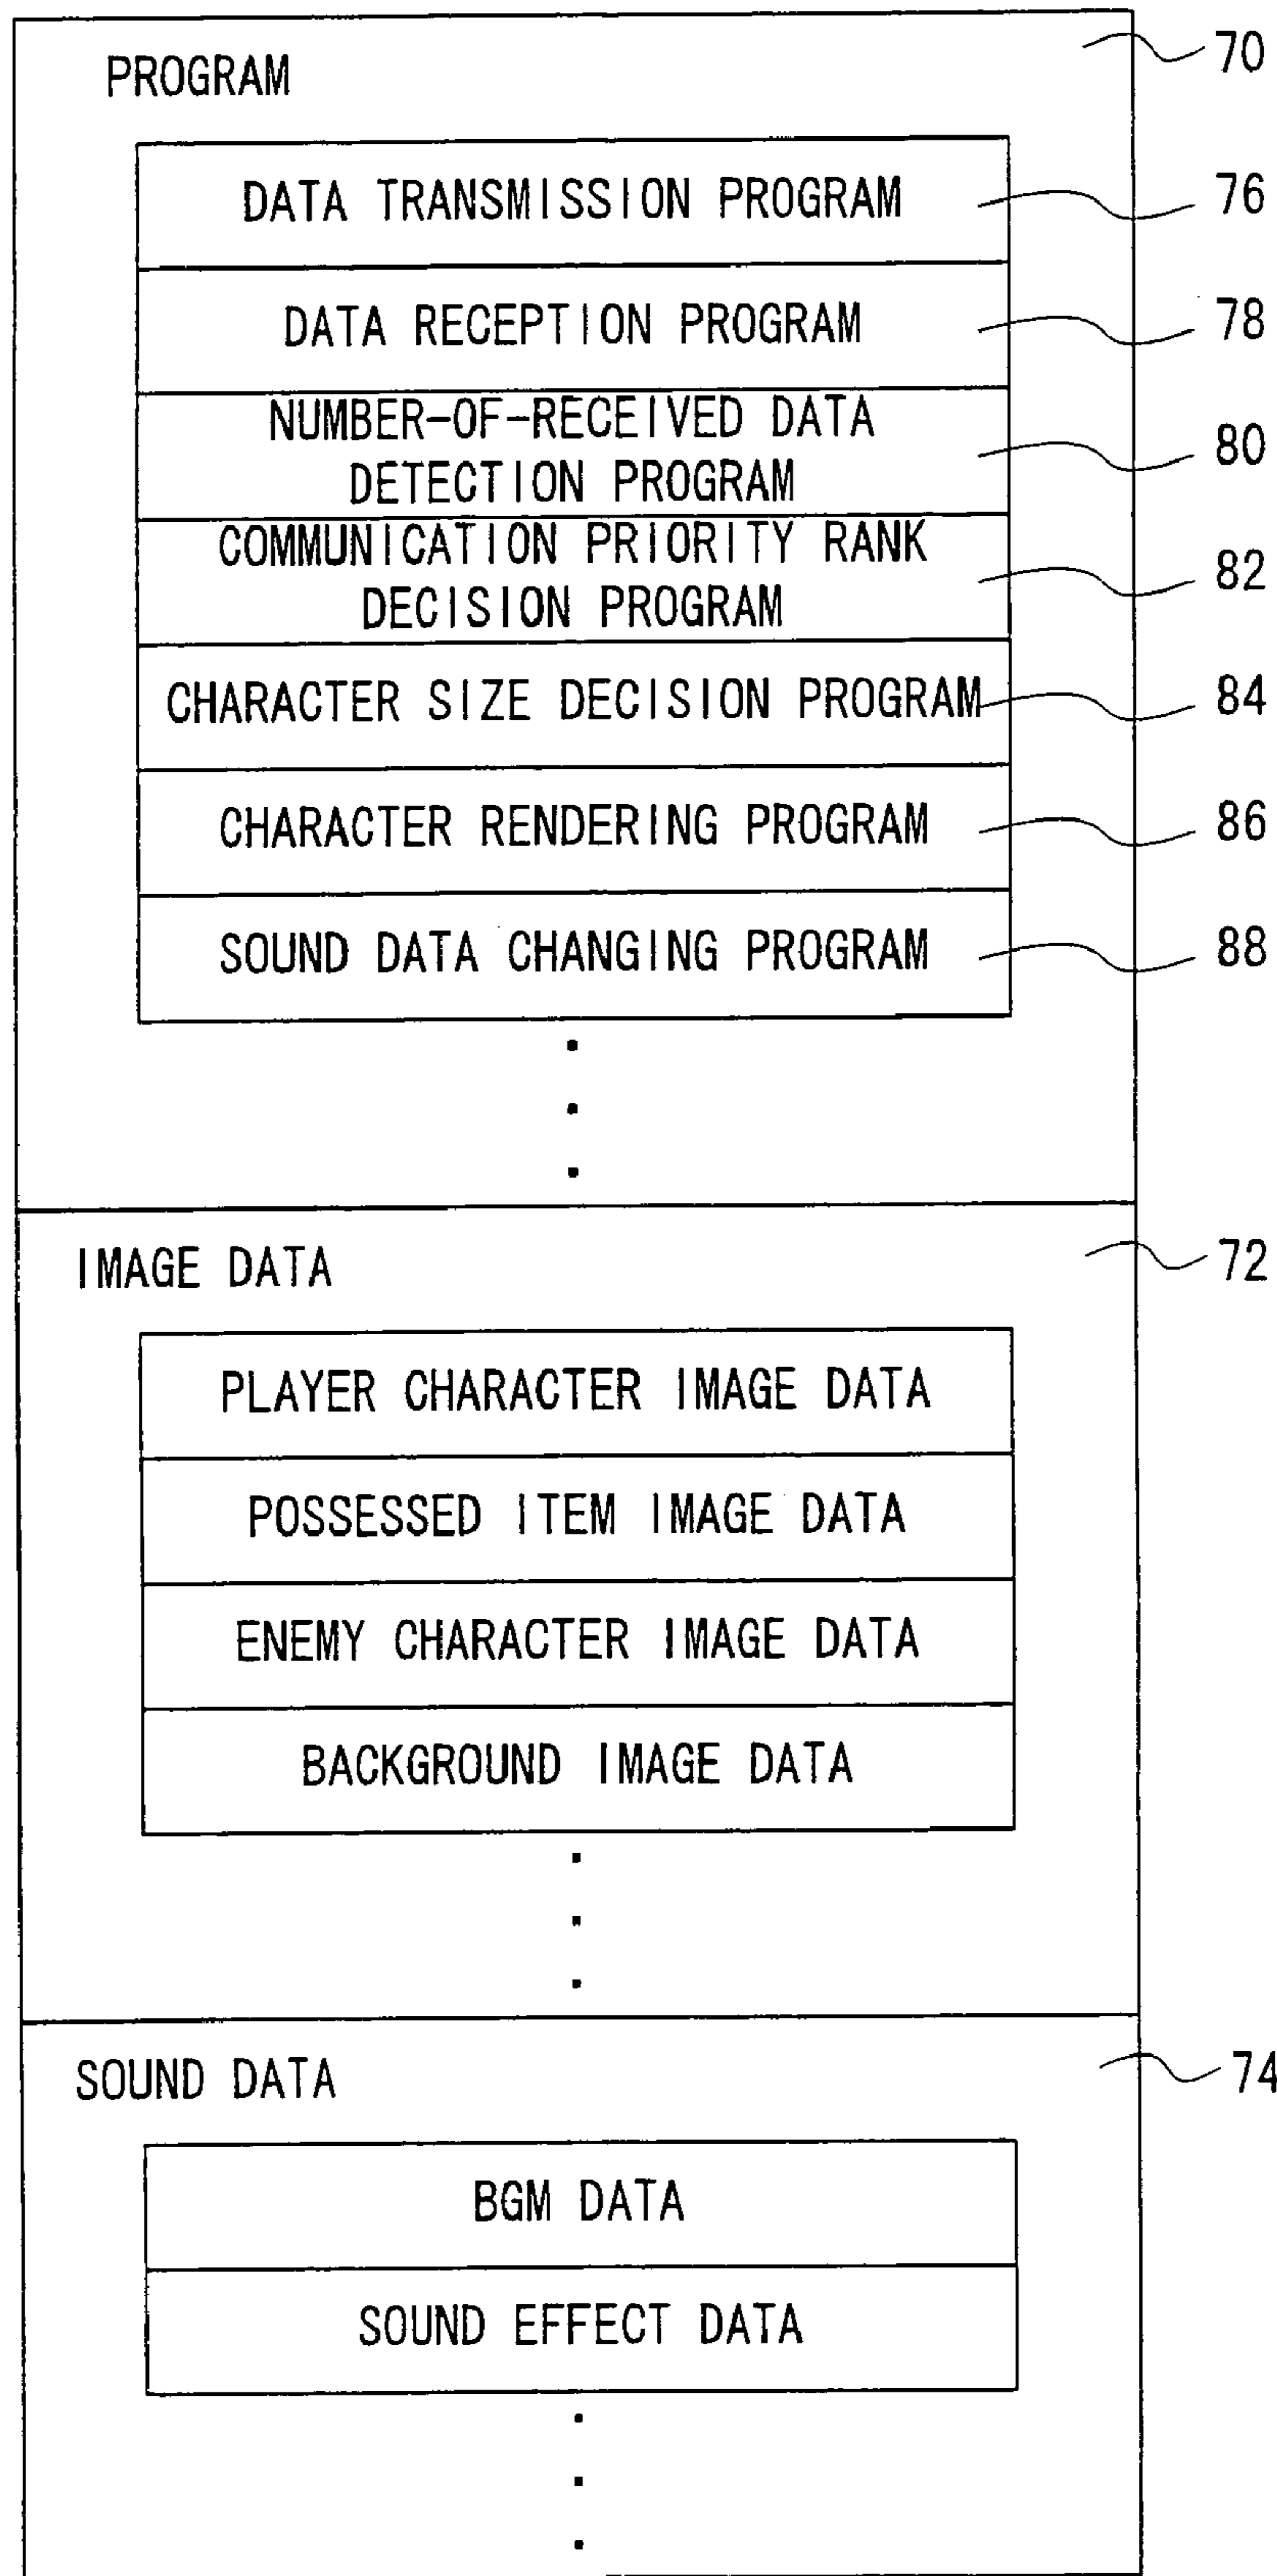 PROGRAM
70
DATA TRANSMISSION PROGRAM
76
DATA RECEPTION PROGRAM
78
NUMBER-OF-RECEIVED DATA
DETECTION PROGRAM
80
COMMUNICATION PRIORITY RANK
DECISION PROGRAM
82
CHARACTER SIZE DECISION PROGRAM
84
CHARACTER RENDERING PROGRAM
86
SOUND DATA CHANGING PROGRAM
88
IMAGE DATA
72
PLAYER CHARACTER IMAGE DATA
POSSESSED ITEM IMAGE DATA
ENEMY CHARACTER IMAGE DATA
BACKGROUND IMAGE DATA
SOUND DATA
74
BGM DATA
SOUND EFFECT DATA